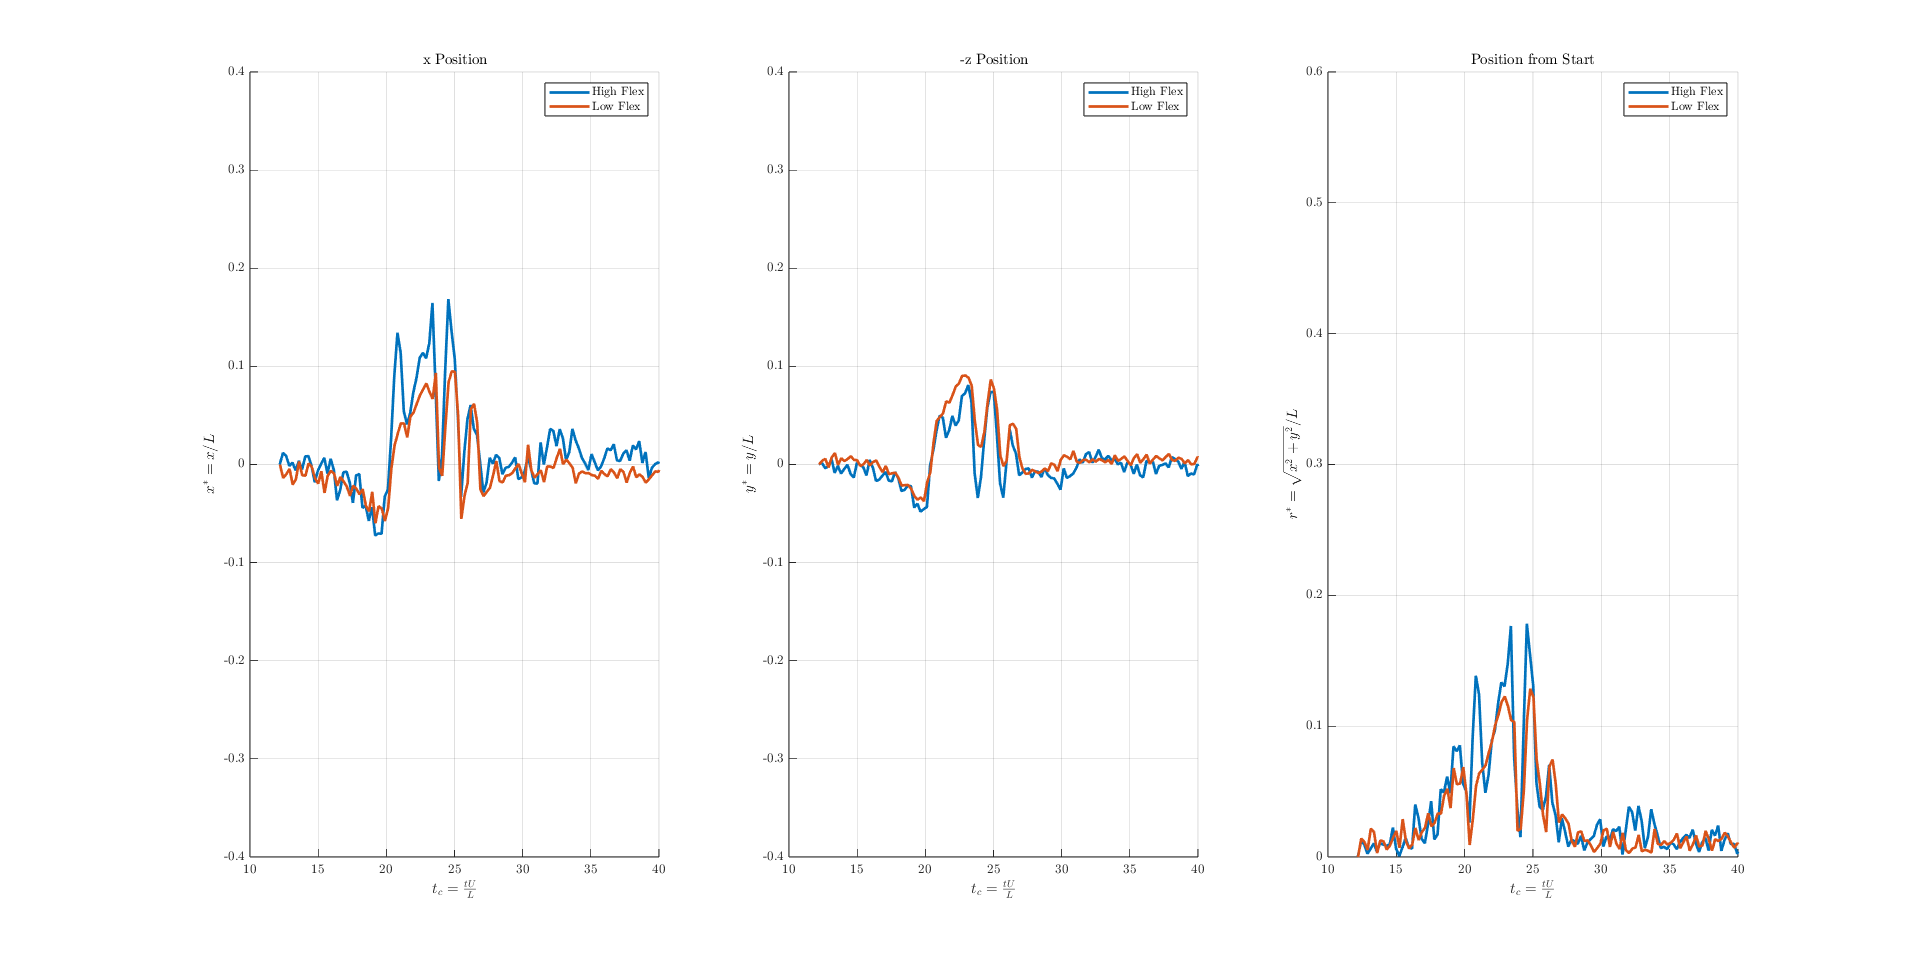 x Position
High Flex
Low Flex
0.4
0.3
0.2
0.1
0
-0.1
-0.2
-0.3
-0.4
10 15 20 25 30 35 40
x* = x/L
t_c = tU/L
-z Position
High Flex
Low Flex
0.4
0.3
0.2
0.1
0
-0.1
-0.2
-0.3
-0.4
10 15 20 25 30 35 40
y* = y/L
t_c = tU/L
Position from Start
High Flex
Low Flex
0.6
0.5
0.4
0.3
0.2
0.1
0
10 15 20 25 30 35 40
r* = √(x² + y²)/L
t_c = tU/L